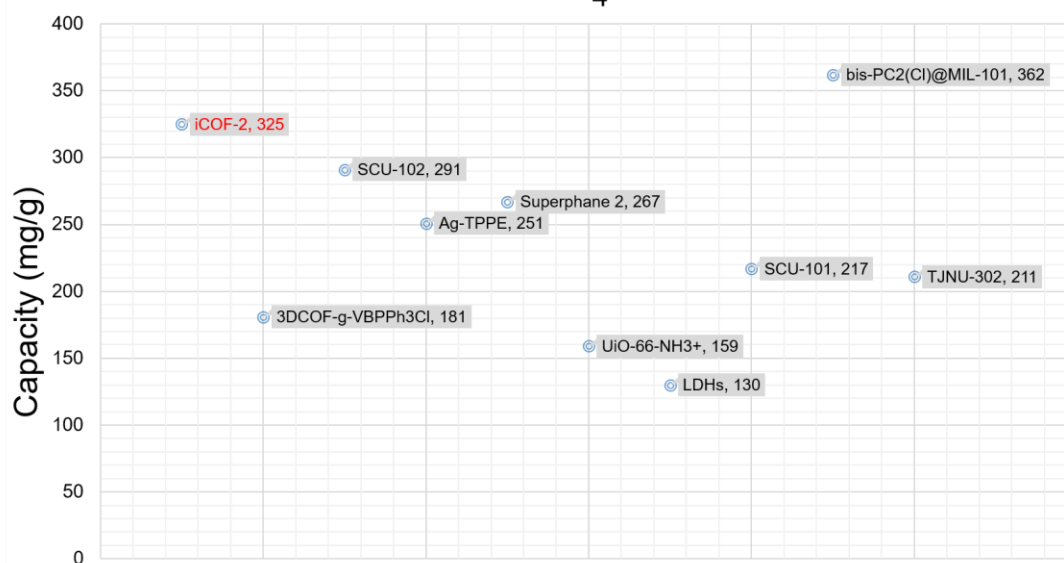 4
400
350
300
250
200
150
100
50
0
Capacity (mg/g)
bis-PC2(Cl)@MIL-101, 362
iCOF-2, 325
SCU-102, 291
Superphane 2, 267
Ag-TPPE, 251
SCU-101, 217
TJNU-302, 211
3DCOF-g-VBPPh3Cl, 181
UiO-66-NH3+, 159
LDHs, 130